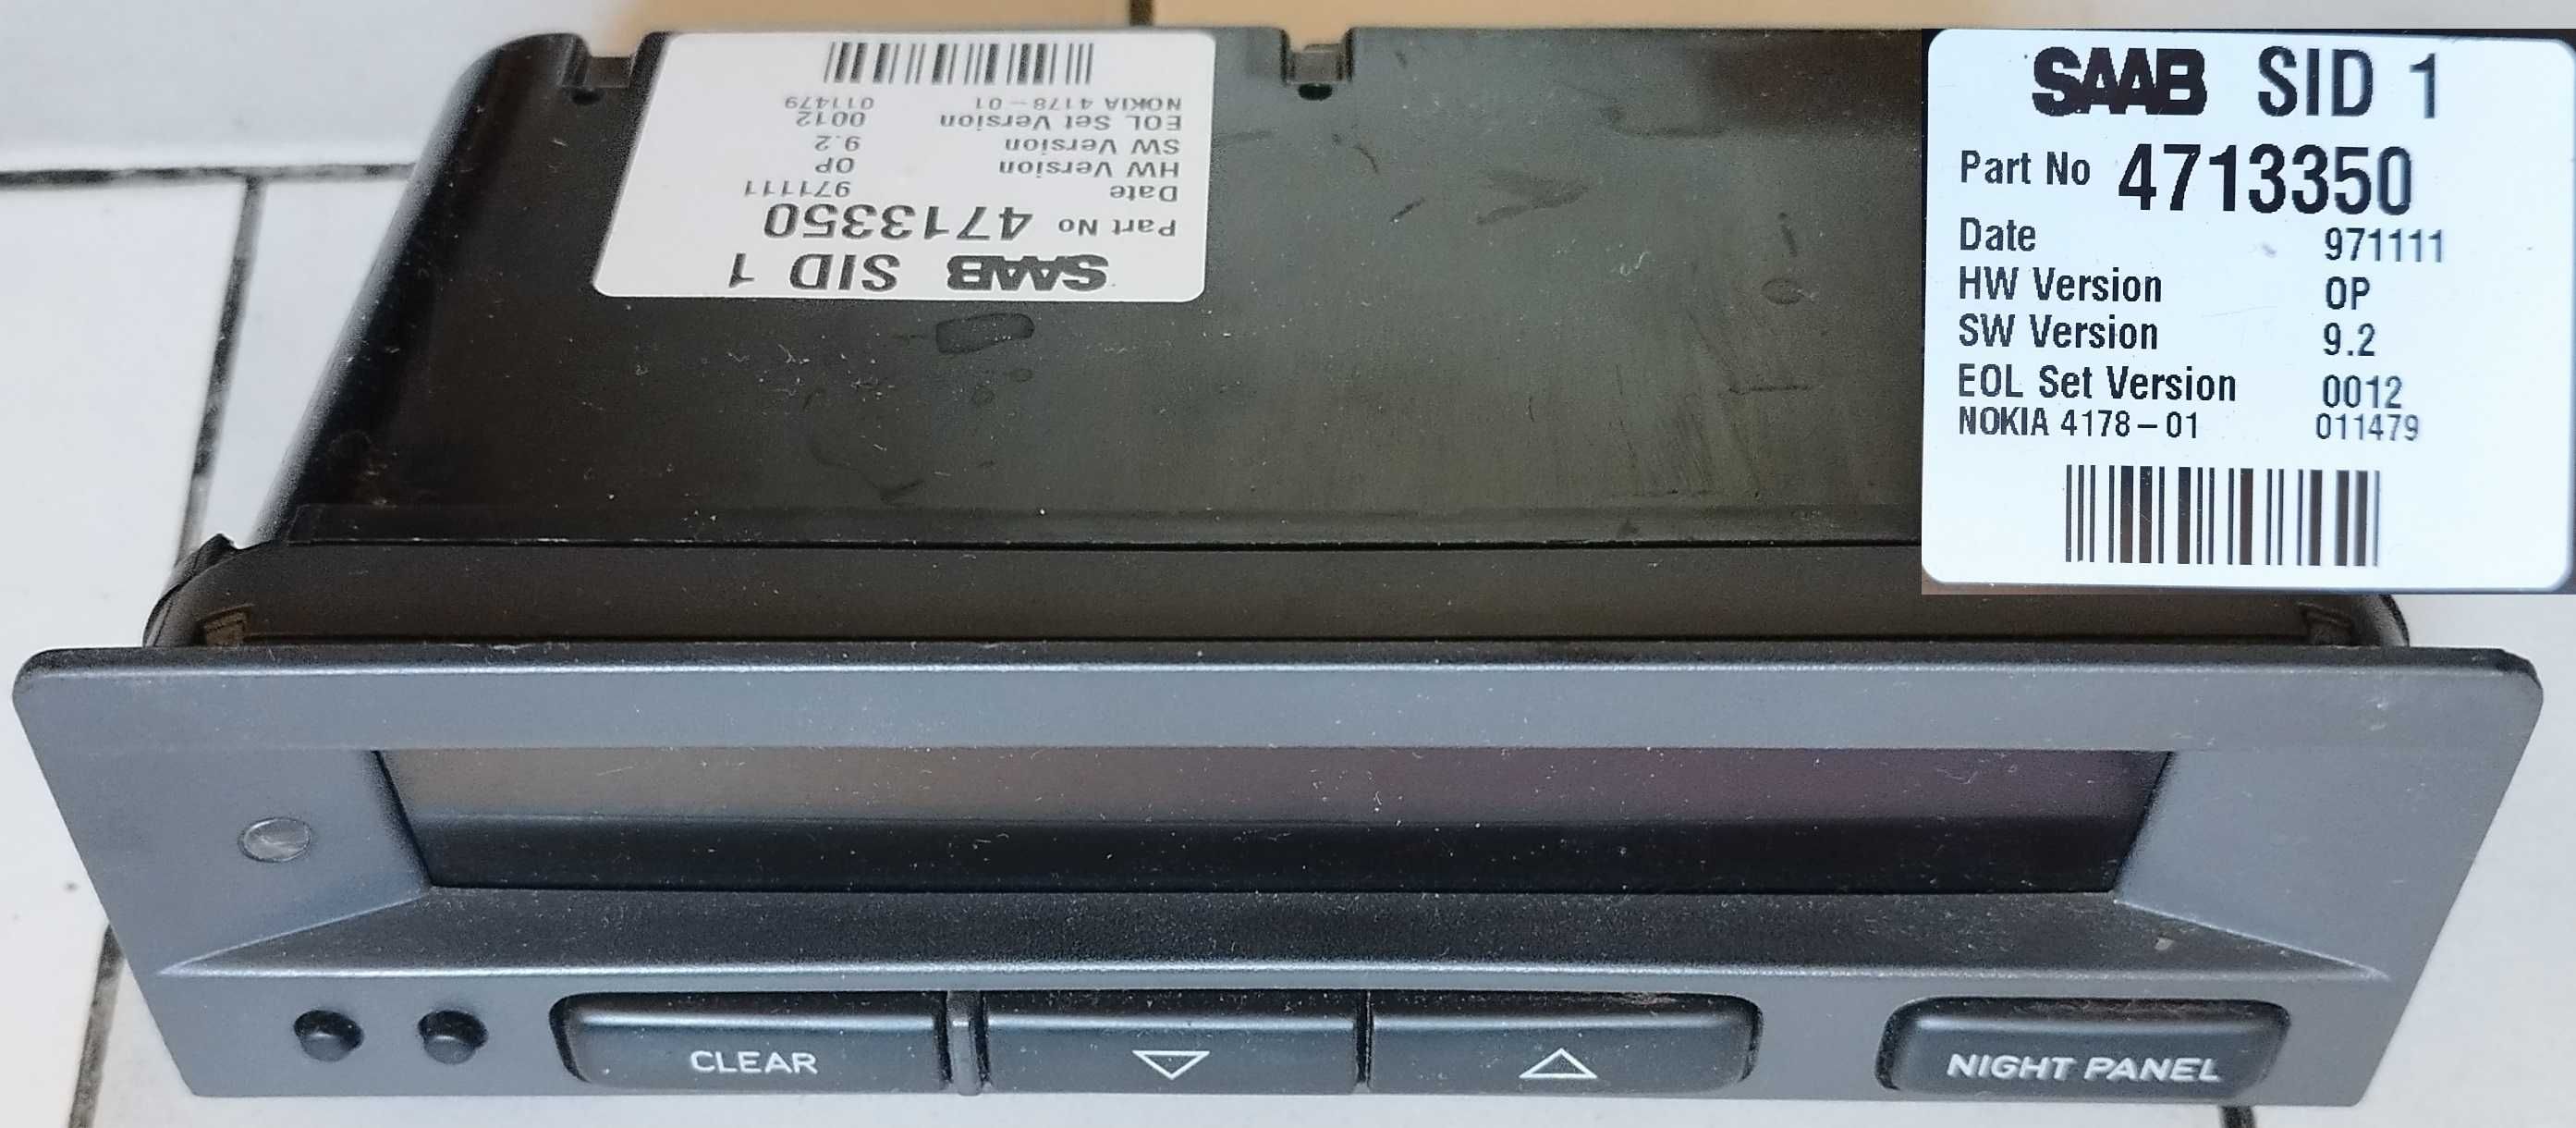 SAAB SID 1
Part No 4713350
Date 971111
HW Version 0P
SW Version 9.2
EOL Set Version 0012
NOKIA 4178-01 011479
SAAB SID 1
Part No 4713350
Date 971111
HW Version 0P
SW Version 9.2
EOL Set Version 0012
NOKIA 4178-01 011479
CLEAR
NIGHT PANEL